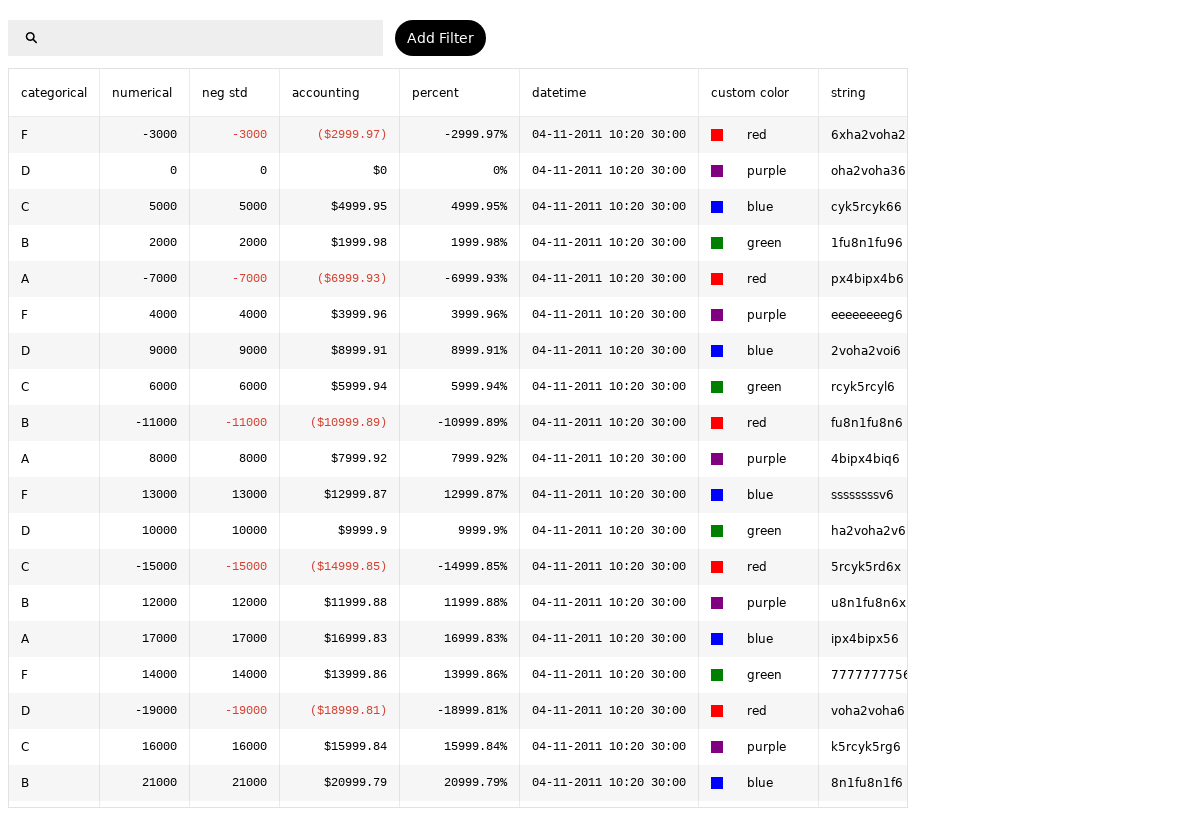 Add Filter
categorical numerical neg std accounting percent datetime custom color string
F -3000 -3000 ($2999.97) -2999.97% 04-11-2011 10:20 30:00 red 6xha2voha2
D 0 0 $0 0% 04-11-2011 10:20 30:00 purple oha2voha36
C 5000 5000 $4999.95 4999.95% 04-11-2011 10:20 30:00 blue cyk5rcyk66
B 2000 2000 $1999.98 1999.98% 04-11-2011 10:20 30:00 green 1fu8n1fu96
A -7000 -7000 ($6999.93) -6999.93% 04-11-2011 10:20 30:00 red px4bipx4b6
F 4000 4000 $3999.96 3999.96% 04-11-2011 10:20 30:00 purple eeeeeeeeg6
D 9000 9000 $8999.91 8999.91% 04-11-2011 10:20 30:00 blue 2voha2voi6
C 6000 6000 $5999.94 5999.94% 04-11-2011 10:20 30:00 green rcyk5rcyl6
B -11000 -11000 ($10999.89) -10999.89% 04-11-2011 10:20 30:00 red fu8n1fu8n6
A 8000 8000 $7999.92 7999.92% 04-11-2011 10:20 30:00 purple 4bipx4biq6
F 13000 13000 $12999.87 12999.87% 04-11-2011 10:20 30:00 blue ssssssssv6
D 10000 10000 $9999.9 9999.9% 04-11-2011 10:20 30:00 green ha2voha2v6
C -15000 -15000 ($14999.85) -14999.85% 04-11-2011 10:20 30:00 red 5rcyk5rd6x
B 12000 12000 $11999.88 11999.88% 04-11-2011 10:20 30:00 purple u8n1fu8n6x
A 17000 17000 $16999.83 16999.83% 04-11-2011 10:20 30:00 blue ipx4bipx56
F 14000 14000 $13999.86 13999.86% 04-11-2011 10:20 30:00 green 7777777756
D -19000 -19000 ($18999.81) -18999.81% 04-11-2011 10:20 30:00 red voha2voha6
C 16000 16000 $15999.84 15999.84% 04-11-2011 10:20 30:00 purple k5rcyk5rg6
B 21000 21000 $20999.79 20999.79% 04-11-2011 10:20 30:00 blue 8n1fu8n1f6